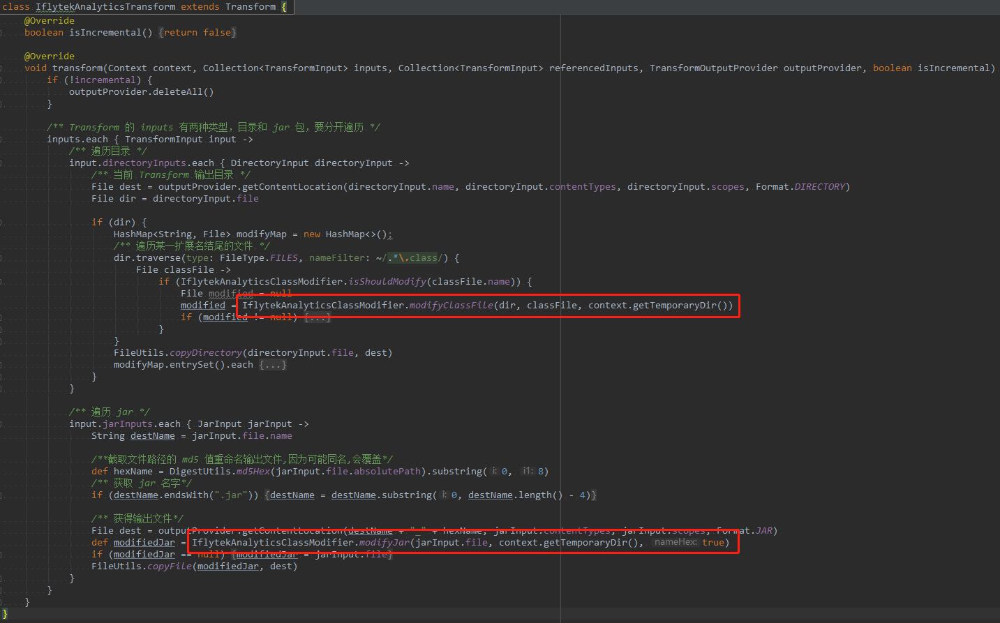 class IflytekAnalyticsTransform extends Transform {
@Override
boolean isIncremental() {return false}
@Override
void transform(Context context, Collection<TransformInput> inputs, Collection<TransformInput> referencedInputs, TransformOutputProvider outputProvider, boolean isIncremental)
if (!incremental) {
outputProvider.deleteAll()
}
/** Transform 的 inputs 有两种类型，目录和 jar 包，要分开遍历 */
inputs.each { TransformInput input ->
/** 遍历目录 */
input.directoryInputs.each { DirectoryInput directoryInput ->
/** 当前 Transform 输出目录 */
File dest = outputProvider.getContentLocation(directoryInput.name, directoryInput.contentTypes, directoryInput.scopes, Format.DIRECTORY)
File dir = directoryInput.file
if (dir) {
HashMap<String, File> modifyMap = new HashMap<>();
/** 遍历某一扩展名结尾的文件 */
dir.traverse(type: FileType.FILES, nameFilter: ~/.*\.class/) {
File classFile ->
if (IflytekAnalyticsClassModifier.isShouldModify(classFile.name)) {
File modified = null
modified = IflytekAnalyticsClassModifier.modifyClassFile(dir, classFile, context.getTemporaryDir())
if (modified != null) {...}
}
}
FileUtils.copyDirectory(directoryInput.file, dest)
modifyMap.entrySet().each {...}
}
}
/** 遍历 jar */
input.jarInputs.each { JarInput jarInput ->
String destName = jarInput.file.name
/**截取文件路径的 md5 值重命名输出文件,因为可能同名,会覆盖*/
def hexName = DigestUtils.md5Hex(jarInput.file.absolutePath).substring(i: 0, i1: 8)
/** 获取 jar 名字*/
if (destName.endsWith(".jar")) {destName = destName.substring(i: 0, destName.length() - 4)}
/** 获得输出文件*/
File dest = outputProvider.getContentLocation(destName + "_" + hexName, jarInput.contentTypes, jarInput.scopes, Format.JAR)
def modifiedJar = IflytekAnalyticsClassModifier.modifyJar(jarInput.file, context.getTemporaryDir(), nameHex: true)
if (modifiedJar == null) {modifiedJar = jarInput.file}
FileUtils.copyFile(modifiedJar, dest)
}
}
}
}